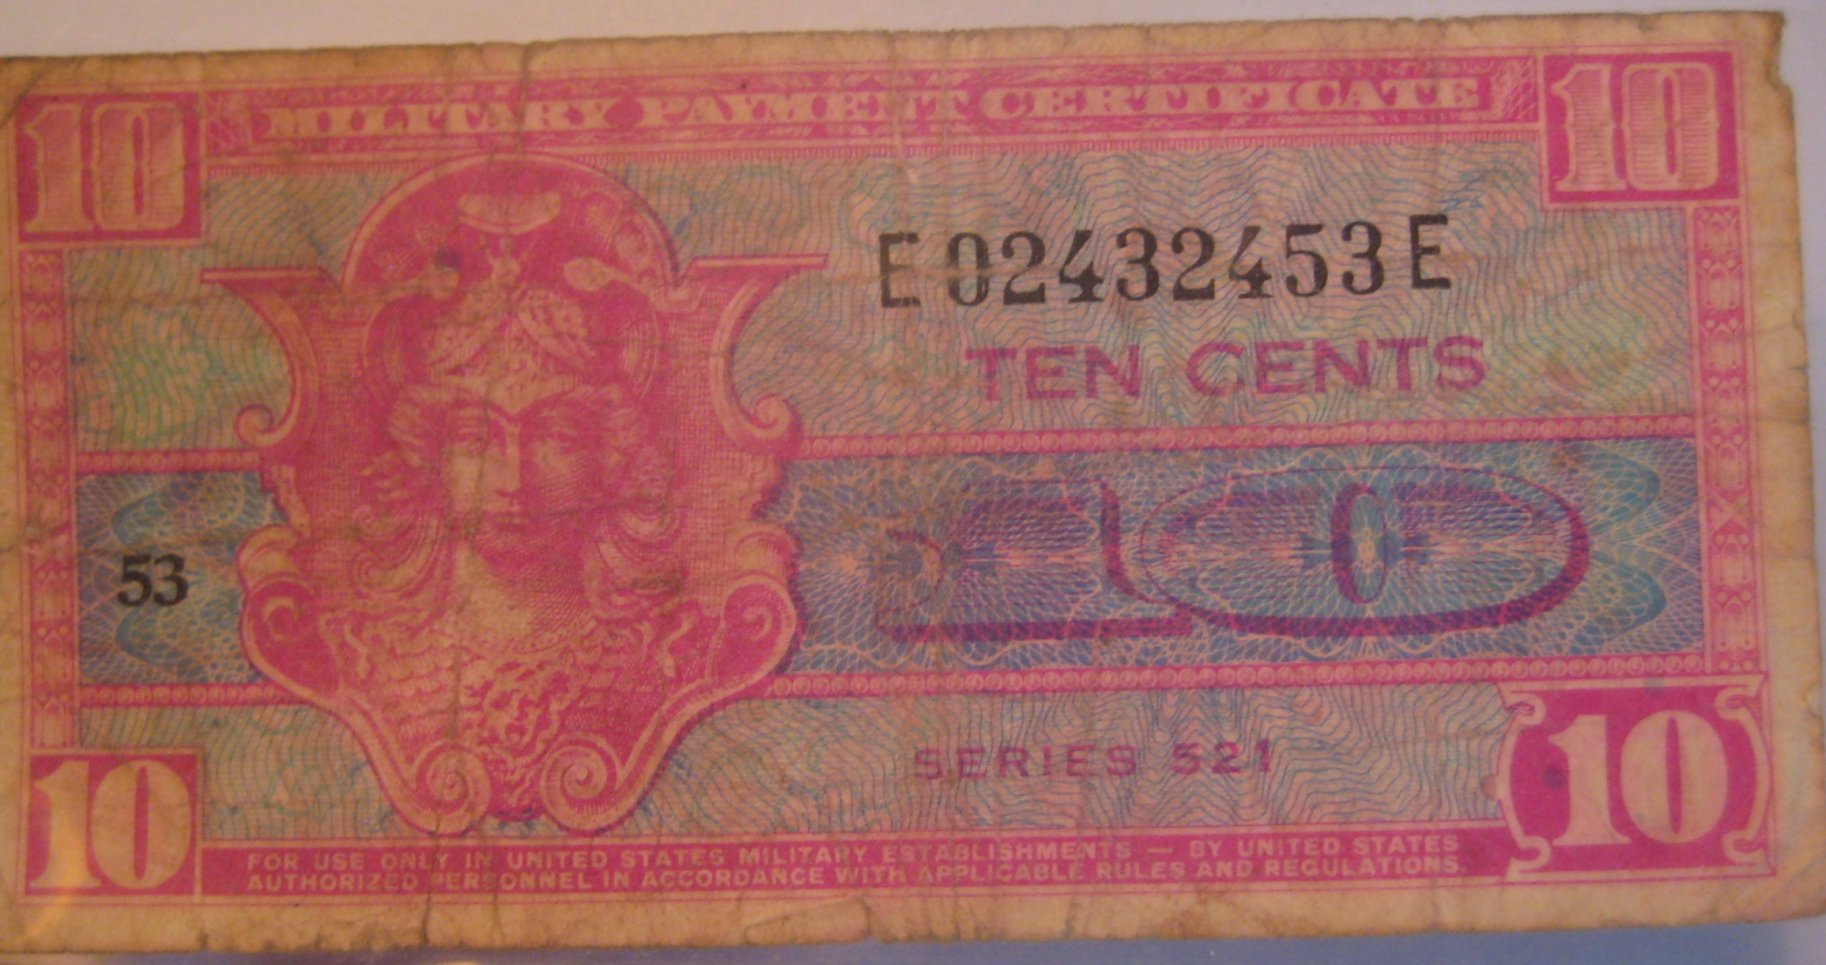 10 MILITARY PAYMENT CERTIFICATE 10
E02432453E
TEN CENTS
53
10
SERIES 521
10
10
FOR USE ONLY IN UNITED STATES MILITARY ESTABLISHMENTS — BY UNITED STATES
AUTHORIZED PERSONNEL IN ACCORDANCE WITH APPLICABLE RULES AND REGULATIONS.